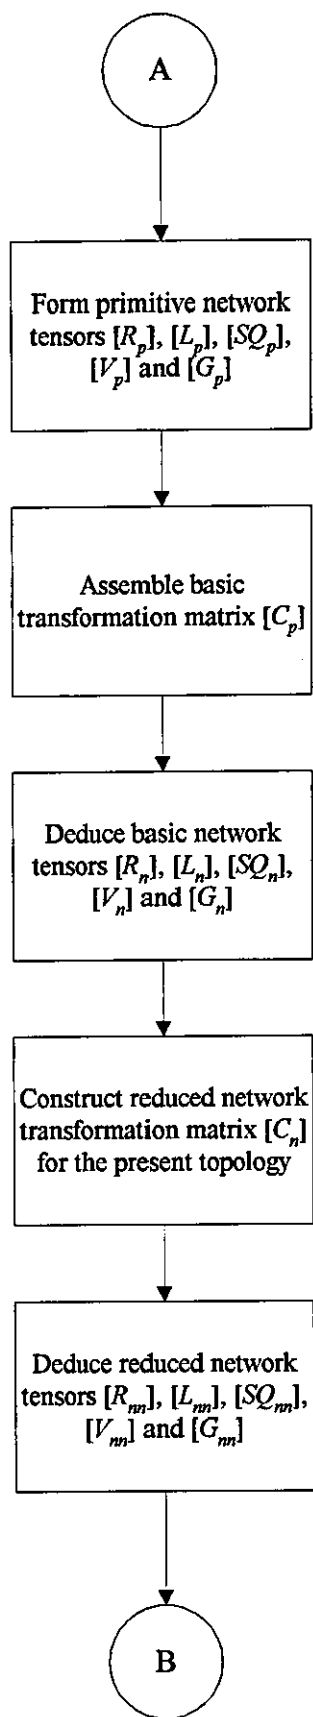 A
Form primitive network
tensors [R_p], [L_p], [SQ_p],
[V_p] and [G_p]
Assemble basic
transformation matrix [C_p]
Deduce basic network
tensors [R_n], [L_n], [SQ_n],
[V_n] and [G_n]
Construct reduced network
transformation matrix [C_n]
for the present topology
Deduce reduced network
tensors [R_nn], [L_nn], [SQ_nn],
[V_nn] and [G_nn]
B